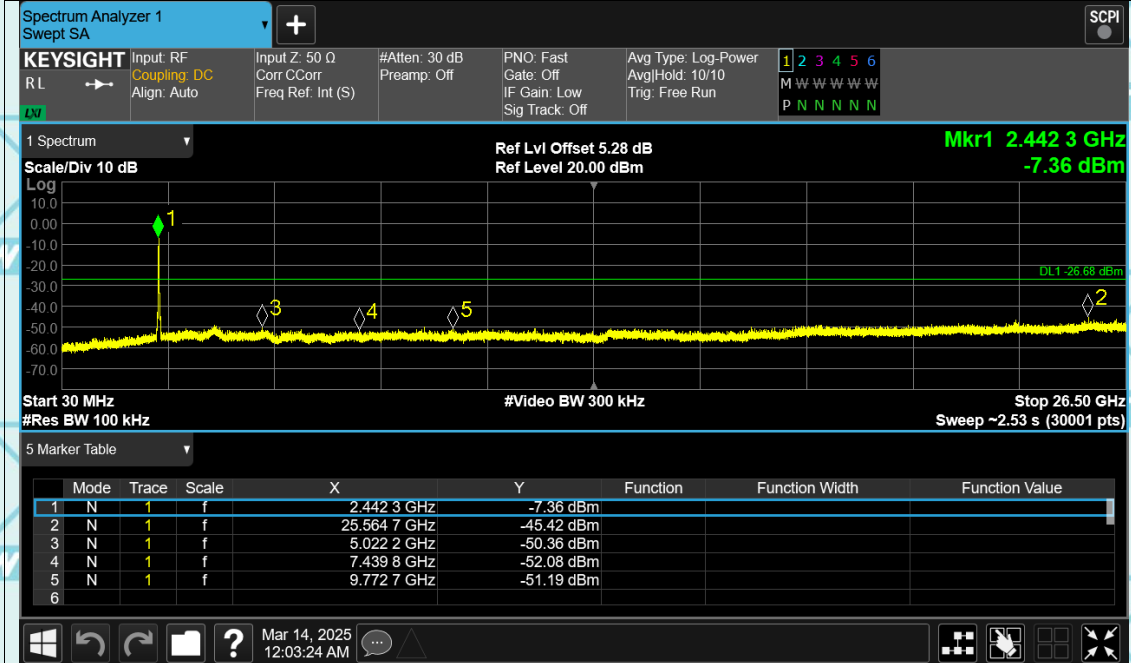 Spectrum Analyzer 1
Swept SA
+
SCPI
KEYSIGHT
R L
LXI
Input: RF
Coupling: DC
Align: Auto
Input Z: 50 Ω
Corr CCorr
Freq Ref: Int (S)
#Atten: 30 dB
Preamp: Off
PNO: Fast
Gate: Off
IF Gain: Low
Sig Track: Off
Avg Type: Log-Power
Avg|Hold: 10/10
Trig: Free Run
1 2 3 4 5 6
M W W W W W
P N N N N N
1 Spectrum
Scale/Div 10 dB
Ref Lvl Offset 5.28 dB
Ref Level 20.00 dBm
Mkr1 2.442 3 GHz
-7.36 dBm
Log
10.0
0.00
-10.0
-20.0
-30.0
-40.0
-50.0
-60.0
-70.0
1
3
4
5
2
DL1 -26.68 dBm
Start 30 MHz
#Video BW 300 kHz
Stop 26.50 GHz
#Res BW 100 kHz
Sweep ~2.53 s (30001 pts)
5 Marker Table
Mode Trace Scale X Y Function Function Width Function Value
1 N 1 f 2.442 3 GHz -7.36 dBm
2 N 1 f 25.564 7 GHz -45.42 dBm
3 N 1 f 5.022 2 GHz -50.36 dBm
4 N 1 f 7.439 8 GHz -52.08 dBm
5 N 1 f 9.772 7 GHz -51.19 dBm
6
?
Mar 14, 2025
12:03:24 AM